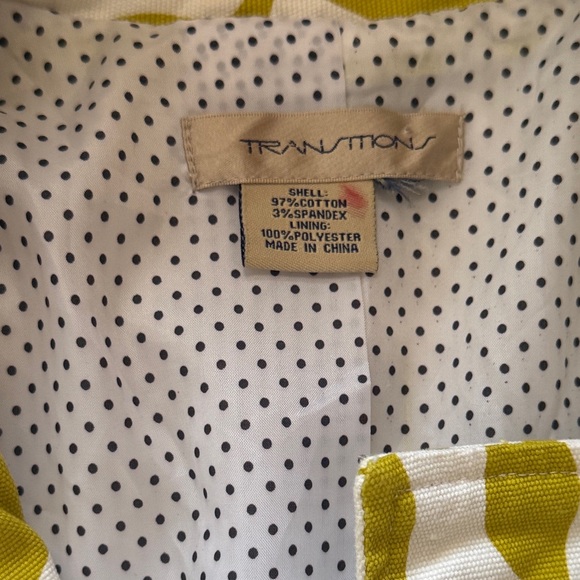 TRANSITIONS
SHELL:
97%COTTON
3%SPANDEX
LINING:
100%POLYESTER
MADE IN CHINA